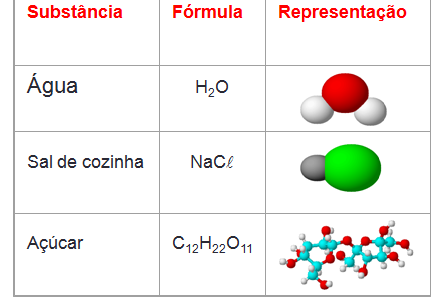 Substância Fórmula Representação
Água H₂O
Sal de cozinha NaCℓ
Açúcar C₁₂H₂₂O₁₁